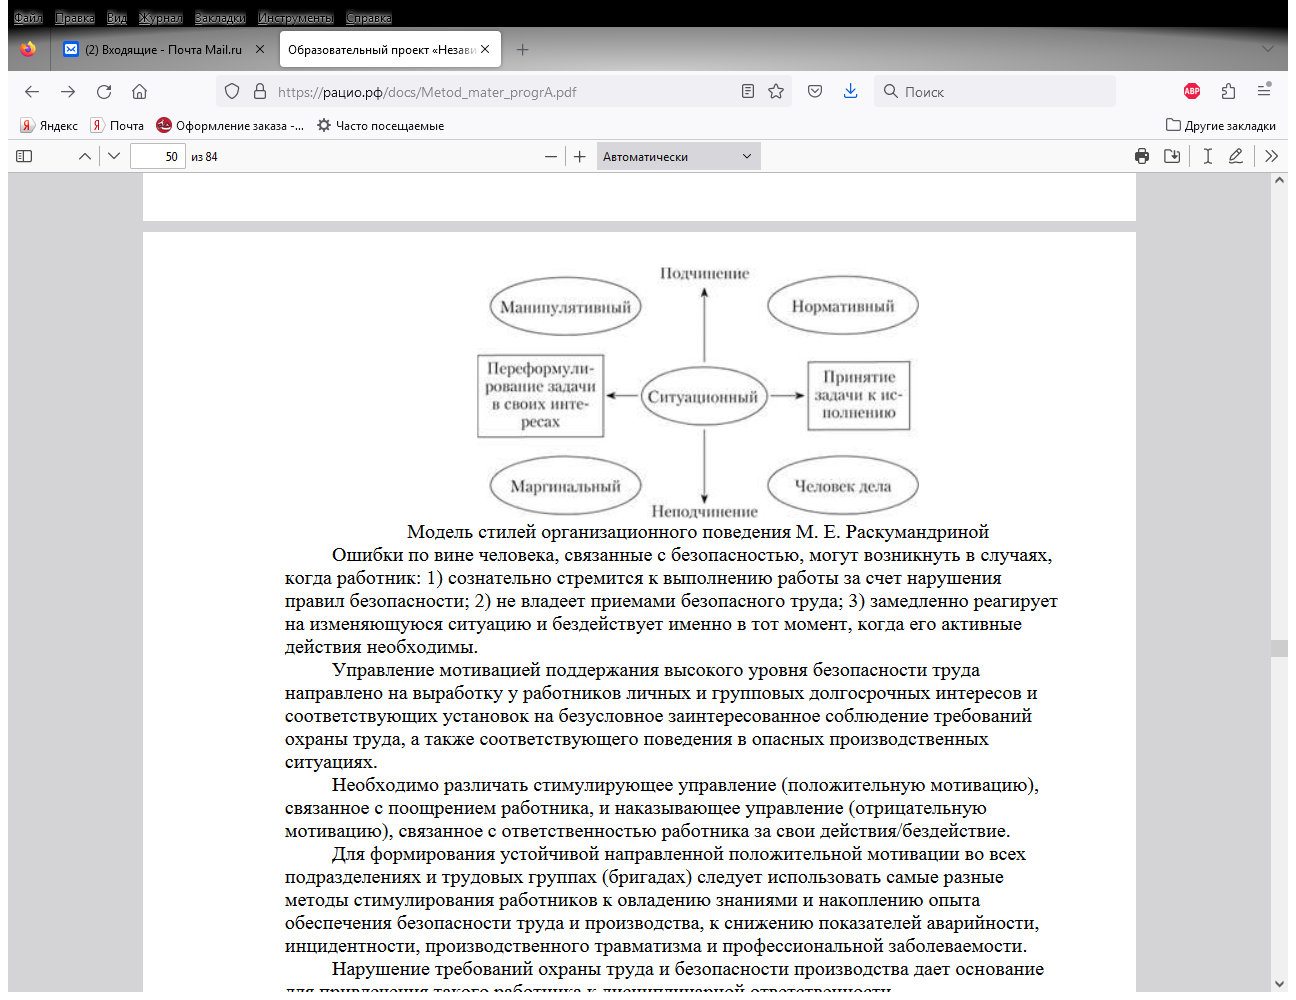 Файл Правка Вид Журнал Закладки Инструменты Справка
(2) Входящие - Почта Mail.ru
Образовательный проект «Незави
https://рацио.рф/docs/Metod_mater_progrA.pdf
Поиск
ABP
Яндекс
Почта
Оформление заказа -...
Часто посещаемые
Другие закладки
50 из 84
Автоматически
Подчинение
Манипулятивный
Нормативный
Переформули-
рование задачи
в своих инте-
ресах
Ситуационный
Принятие
задачи к ис-
полнению
Маргинальный
Человек дела
Неподчинение
Модель стилей организационного поведения М. Е. Раскумандриной
Ошибки по вине человека, связанные с безопасностью, могут возникнуть в случаях,
когда работник: 1) сознательно стремится к выполнению работы за счет нарушения
правил безопасности; 2) не владеет приемами безопасного труда; 3) замедленно реагирует
на изменяющуюся ситуацию и бездействует именно в тот момент, когда его активные
действия необходимы.
Управление мотивацией поддержания высокого уровня безопасности труда
направлено на выработку у работников личных и групповых долгосрочных интересов и
соответствующих установок на безусловное заинтересованное соблюдение требований
охраны труда, а также соответствующего поведения в опасных производственных
ситуациях.
Необходимо различать стимулирующее управление (положительную мотивацию),
связанное с поощрением работника, и наказывающее управление (отрицательную
мотивацию), связанное с ответственностью работника за свои действия/бездействие.
Для формирования устойчивой направленной положительной мотивации во всех
подразделениях и трудовых группах (бригадах) следует использовать самые разные
методы стимулирования работников к овладению знаниями и накоплению опыта
обеспечения безопасности труда и производства, к снижению показателей аварийности,
инцидентности, производственного травматизма и профессиональной заболеваемости.
Нарушение требований охраны труда и безопасности производства дает основание
для привлечения такого работника к дисциплинарной ответственности.